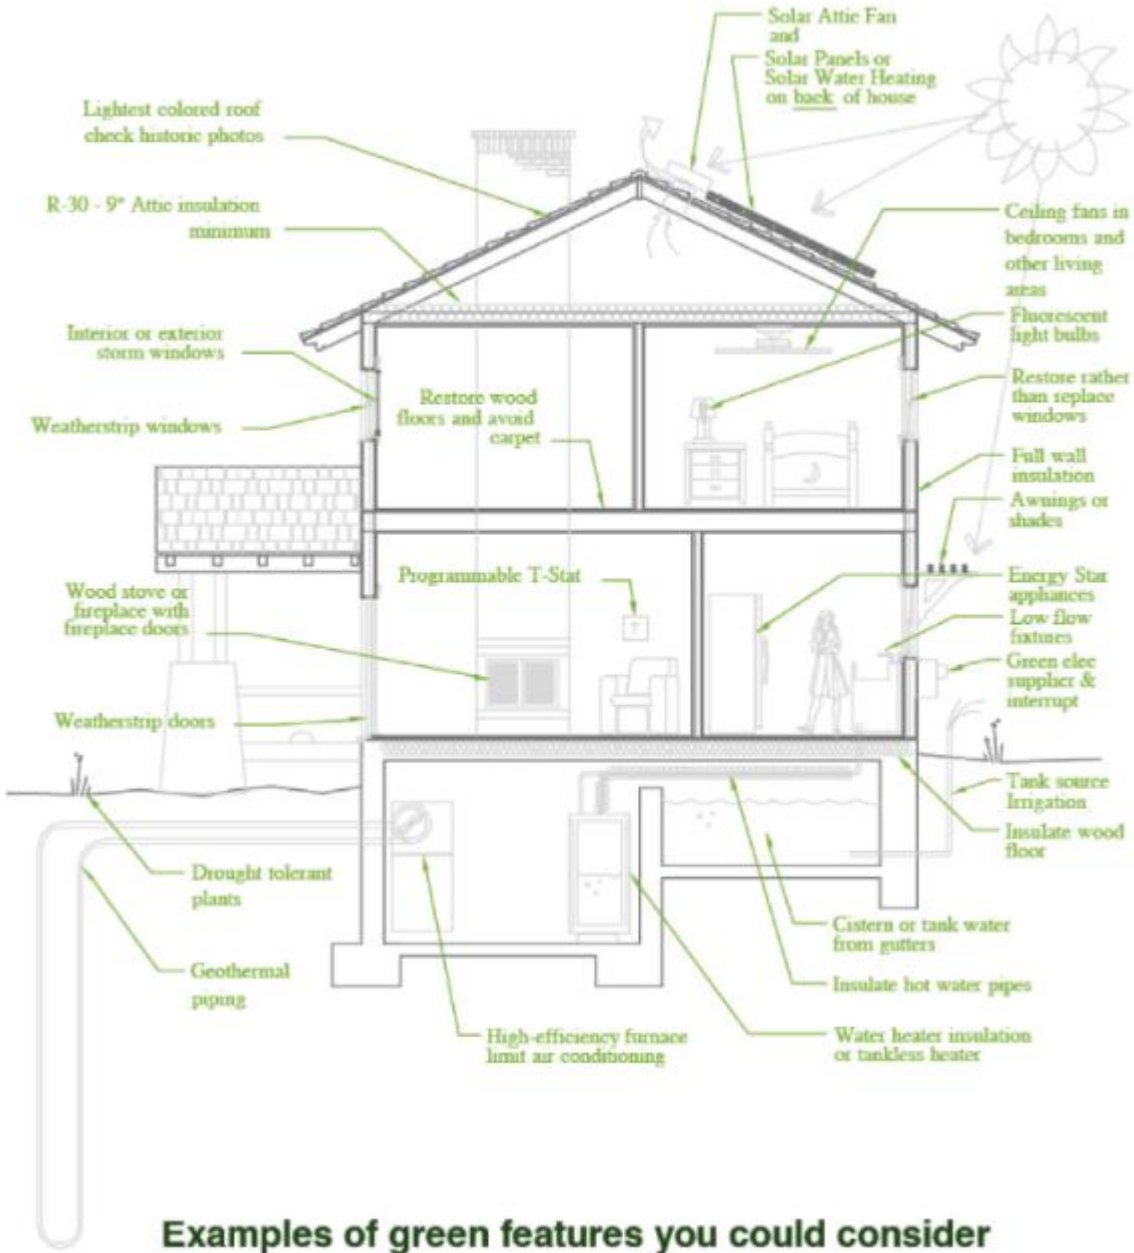 Solar Attic Fan
and
Solar Panels or
Solar Water Heating
on back of house
Lightest colored roof
check historic photos
R-30 - 9" Attic insulation
minimum
Ceiling fans in
bedrooms and
other living
areas
Fluorescent
light bulbs
Interior or exterior
storm windows
Restore rather
than replace
windows
Weatherstrip windows
Restore wood
floors and avoid
carpet
Full wall
insulation
Awnings or
shades
Programmable T-Stat
Energy Star
appliances
Wood stove or
fireplace with
fireplace doors
Low flow
fixtures
Green elec
supplier &
interrupt
Weatherstrip doors
Tank source
Irrigation
Insulate wood
floor
Drought tolerant
plants
Cistern or tank water
from gutters
Geothermal
piping
Insulate hot water pipes
High-efficiency furnace
limit air conditioning
Water heater insulation
or tankless heater
Examples of green features you could consider